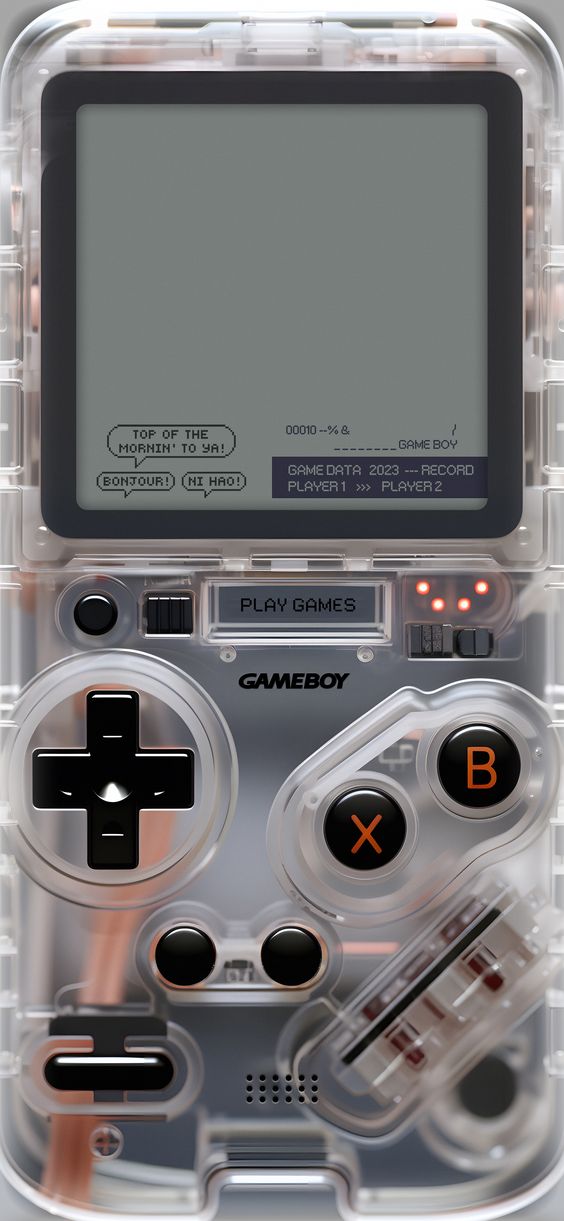 TOP OF THE
MORNIN' TO YA!
BONJOUR!
NI HAO!
00010 --% &
________GAME BOY
GAME DATA 2023 --- RECORD
PLAYER 1 >>> PLAYER 2
PLAY GAMES
GAMEBOY
B
X